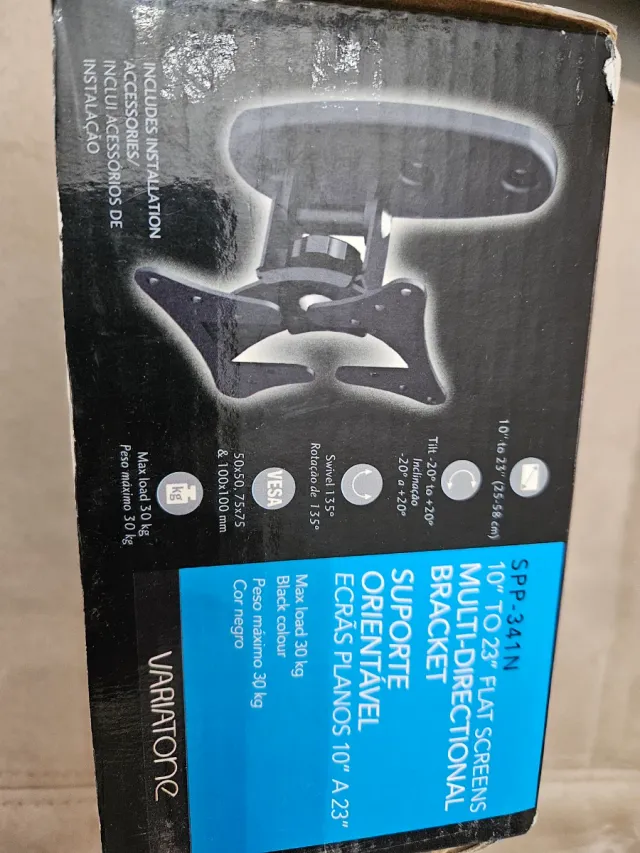 SPP-341N
10" TO 23" FLAT SCREENS
MULTI-DIRECTIONAL
BRACKET
SUPORTE
ORIENTÁVEL
ECRÃS PLANOS 10" A 23"
Max load 30 kg
Black colour
Peso máximo 30 kg
Cor negro
VARIATONE
10" to 23" (25-58 cm)
Tilt -20° to +20°
Inclinação
-20° a +20°
Swivel 135°
Rotação de 135°
VESA
50x50, 75x75
& 100x100 mm
kg
Max load 30 kg
Peso máximo 30 kg
INCLUDES INSTALLATION
ACCESSORIES/
INCLUI ACESSÓRIOS DE
INSTALAÇÃO